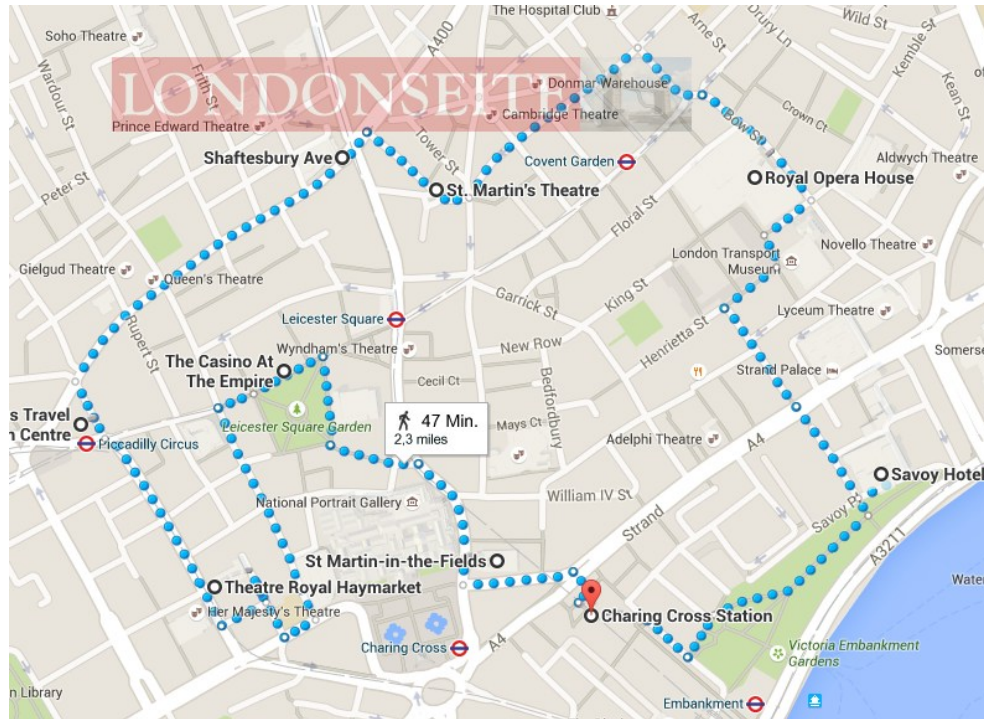 The Hospital Club
Soho Theatre
A400
Arne St
Drury Ln
Wild St
Kemble St
Kean St
Wardour St
Frith St
LONDONSEITE
Donmar Warehouse
Prince Edward Theatre
Cambridge Theatre
Tower St
Bow St
Crown Ct
Shaftesbury Ave
Covent Garden
Aldwych Theatre
Peter St
St. Martin's Theatre
Royal Opera House
Floral St
Gielgud Theatre
Queen's Theatre
London Transport
Museum
Novello Theatre
Garrick St
King St
Leicester Square
Lyceum Theatre
Rupert St
Wyndham's Theatre
New Row
Henrietta St
Somers
The Casino At
The Empire
Cecil Ct
Bedfordbury
Strand Palace
s Travel
n Centre
Piccadilly Circus
Leicester Square Garden
47 Min.
2,3 miles
Mays Ct
Adelphi Theatre
A4
National Portrait Gallery
William IV St
Strand
Savoy Hotel
Savoy Pl
A3211
St Martin-in-the-Fields
Theatre Royal Haymarket
Her Majesty's Theatre
Charing Cross Station
Wate
Charing Cross
A4
Victoria Embankment
Gardens
n Library
Embankment